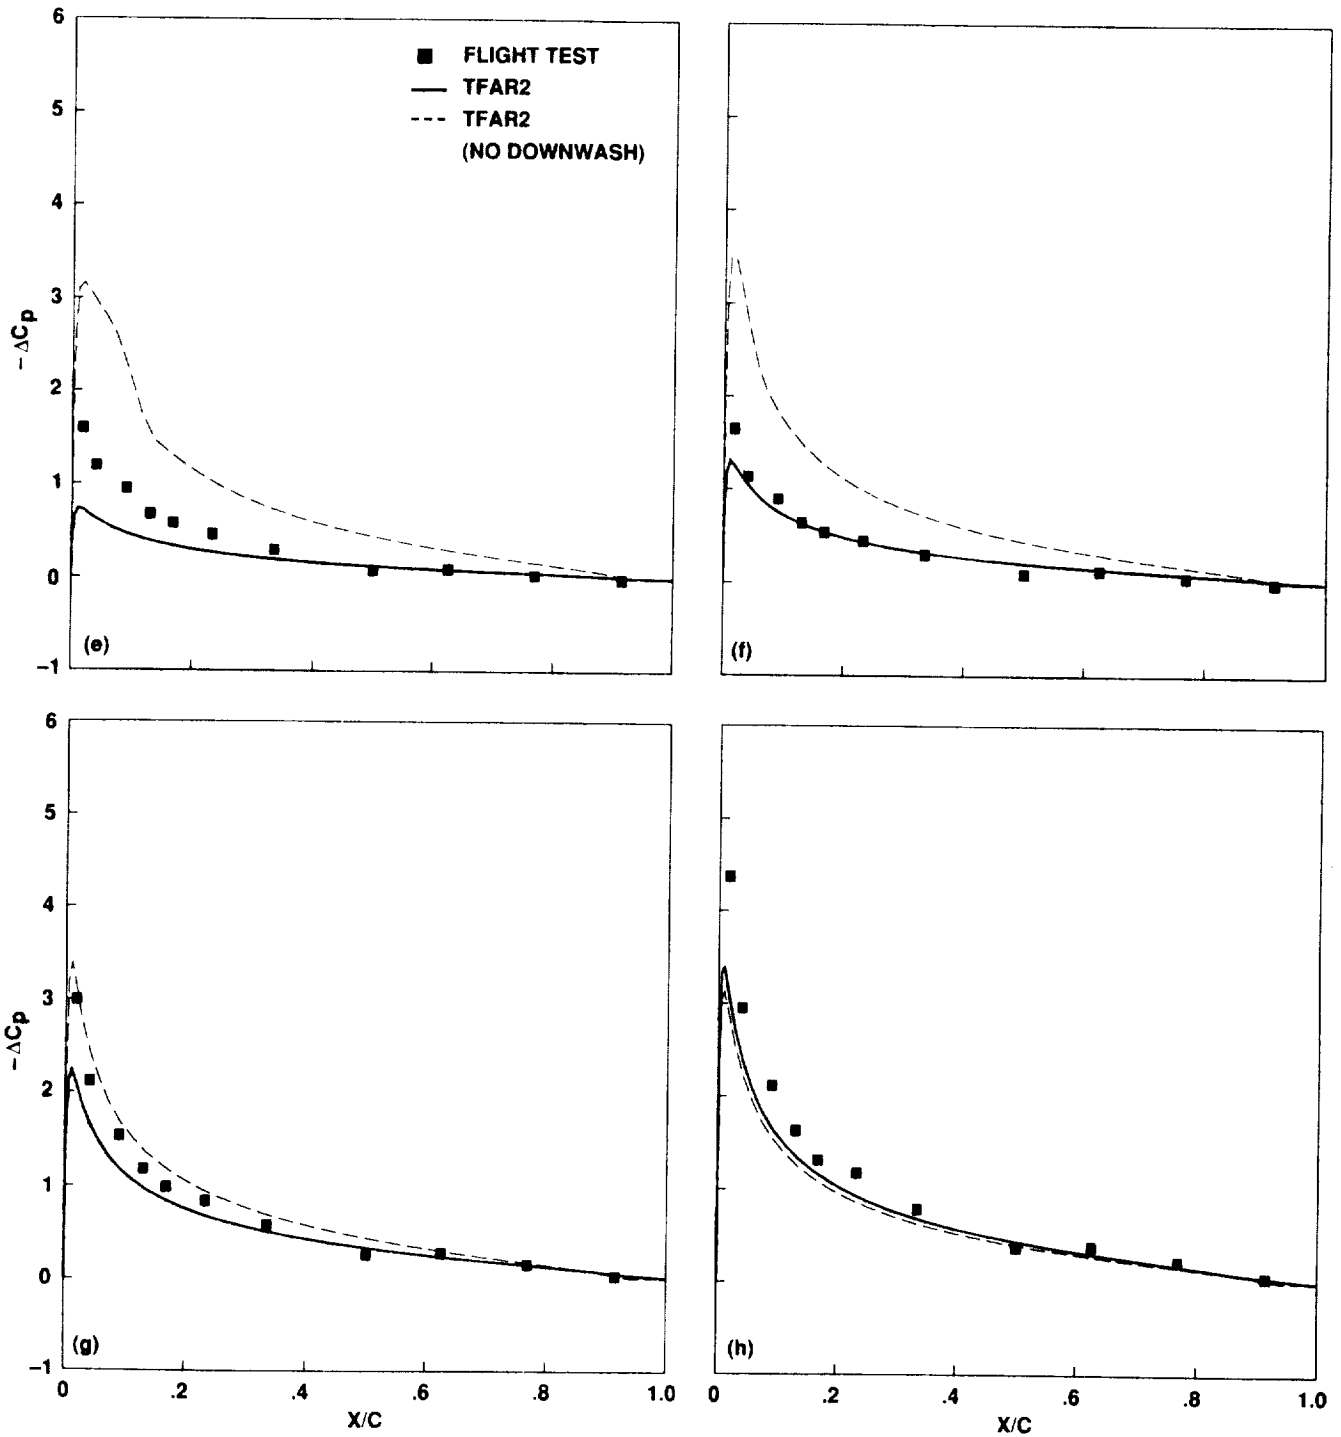 6
5
4
3
2
1
0
−1
− ΔCp
FLIGHT TEST
TFAR2
TFAR2
(NO DOWNWASH)
(e)
(f)
6
5
4
3
2
1
0
−1
− ΔCp
(g)
0 .2 .4 .6 .8 1.0
X/C
(h)
0 .2 .4 .6 .8 1.0
X/C